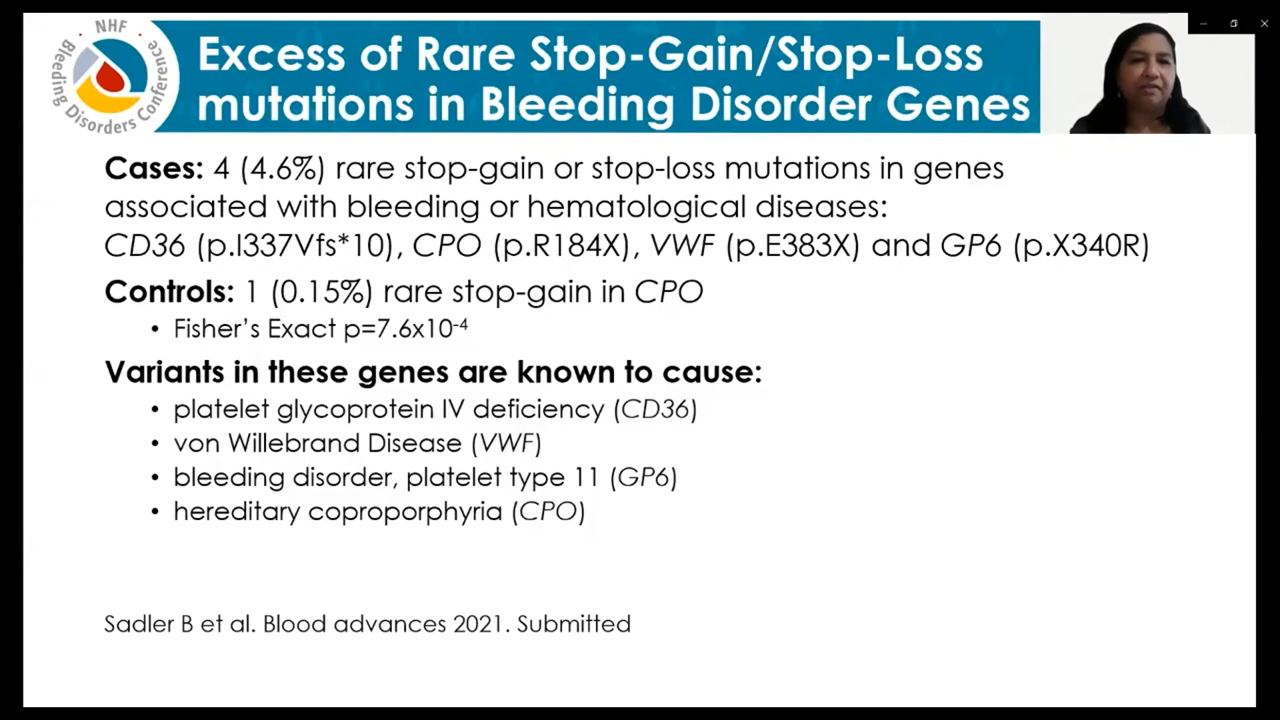 · NHF ·
Bleeding Disorders Conference
Excess of Rare Stop-Gain/Stop-Loss
mutations in Bleeding Disorder Genes
Cases: 4 (4.6%) rare stop-gain or stop-loss mutations in genes
associated with bleeding or hematological diseases:
CD36 (p.I337Vfs*10), CPO (p.R184X), VWF (p.E383X) and GP6 (p.X340R)
Controls: 1 (0.15%) rare stop-gain in CPO
• Fisher’s Exact p=7.6x10⁻⁴
Variants in these genes are known to cause:
• platelet glycoprotein IV deficiency (CD36)
• von Willebrand Disease (VWF)
• bleeding disorder, platelet type 11 (GP6)
• hereditary coproporphyria (CPO)
Sadler B et al. Blood advances 2021. Submitted